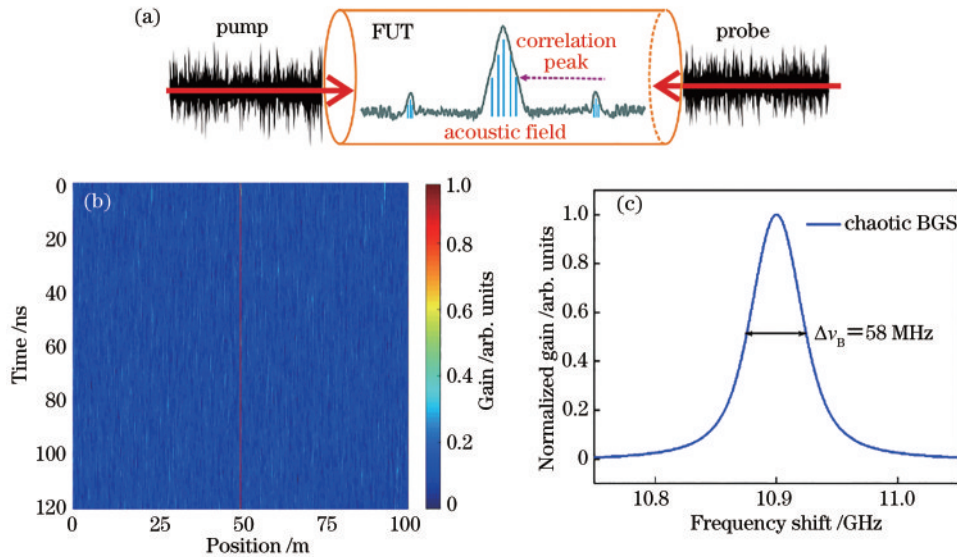 (a)
pump
FUT
correlation
peak
probe
acoustic field
(b)
0
20
40
60
80
100
120
Time /ns
0
25
50
75
100
Position /m
1.0
0.8
0.6
0.4
0.2
0
Gain /arb. units
(c)
chaotic BGS
1.0
0.8
0.6
0.4
0.2
0
Normalized gain /arb. units
Δν_B=58 MHz
10.8
10.9
11.0
Frequency shift /GHz